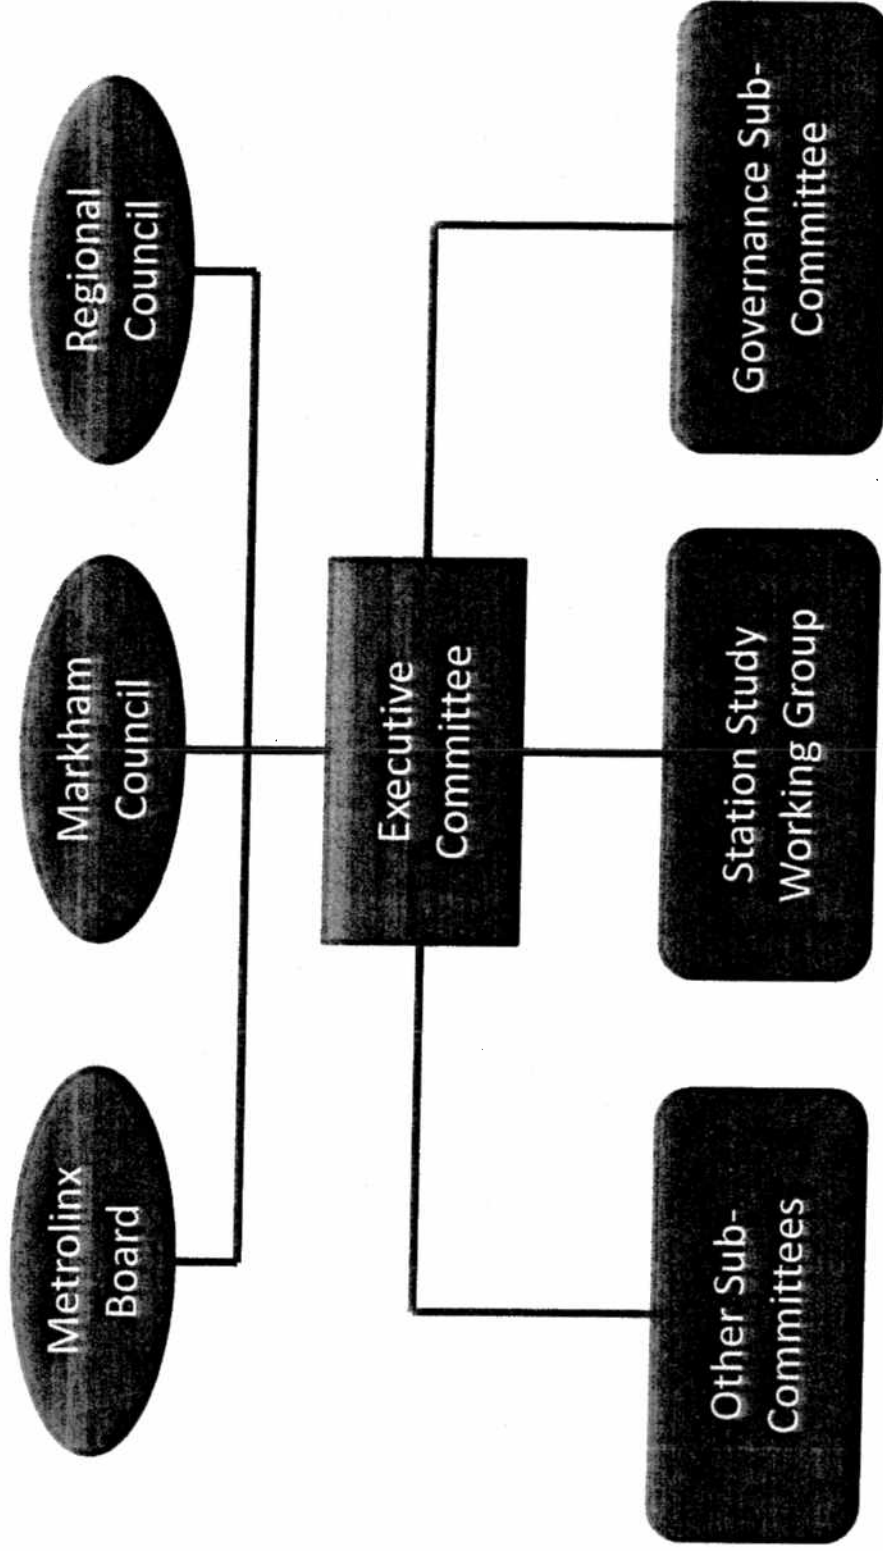 Metrolinx
Board
Markham
Council
Regional
Council
Executive
Committee
Other Sub-
Committees
Station Study
Working Group
Governance Sub-
Committee